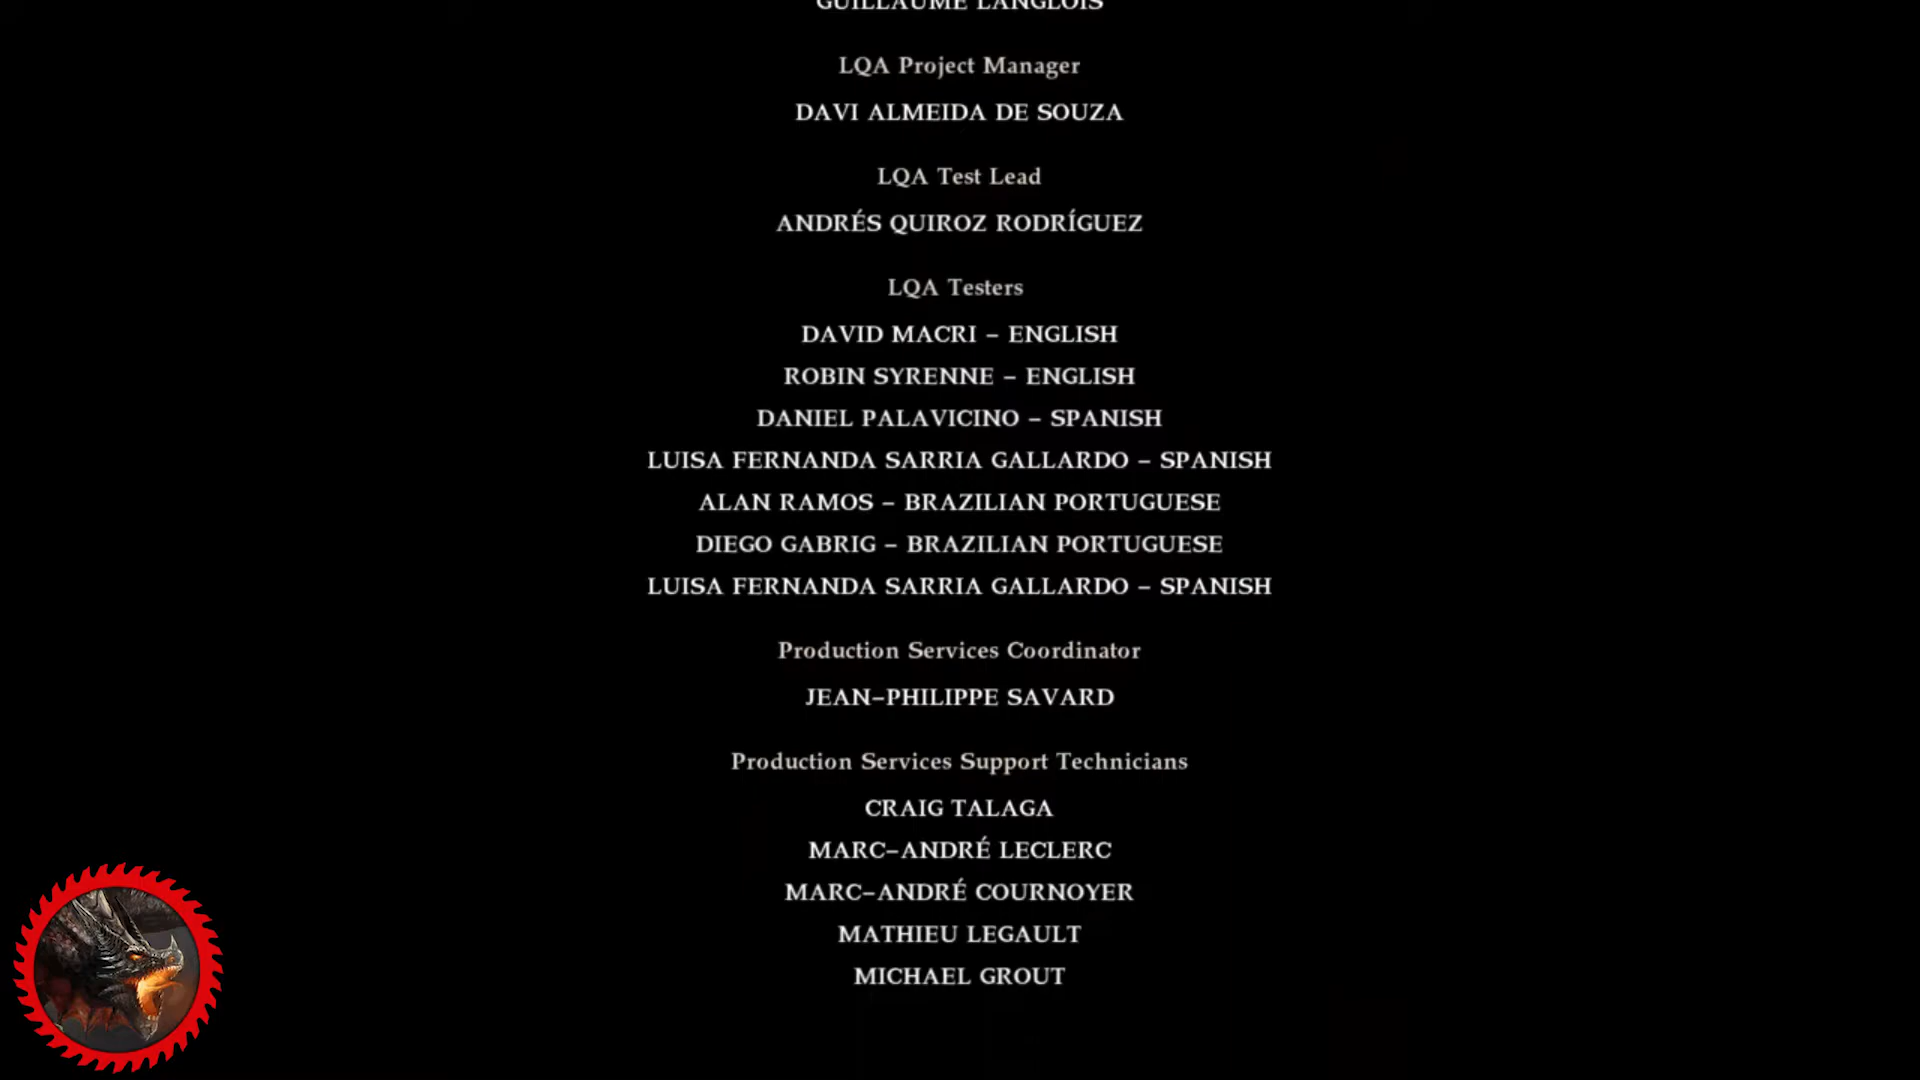 GUILLAUME LANGLOIS
LQA Project Manager
DAVI ALMEIDA DE SOUZA
LQA Test Lead
ANDRÉS QUIROZ RODRÍGUEZ
LQA Testers
DAVID MACRI – ENGLISH
ROBIN SYRENNE – ENGLISH
DANIEL PALAVICINO – SPANISH
LUISA FERNANDA SARRIA GALLARDO – SPANISH
ALAN RAMOS – BRAZILIAN PORTUGUESE
DIEGO GABRIG – BRAZILIAN PORTUGUESE
LUISA FERNANDA SARRIA GALLARDO – SPANISH
Production Services Coordinator
JEAN–PHILIPPE SAVARD
Production Services Support Technicians
CRAIG TALAGA
MARC–ANDRÉ LECLERC
MARC–ANDRÉ COURNOYER
MATHIEU LEGAULT
MICHAEL GROUT